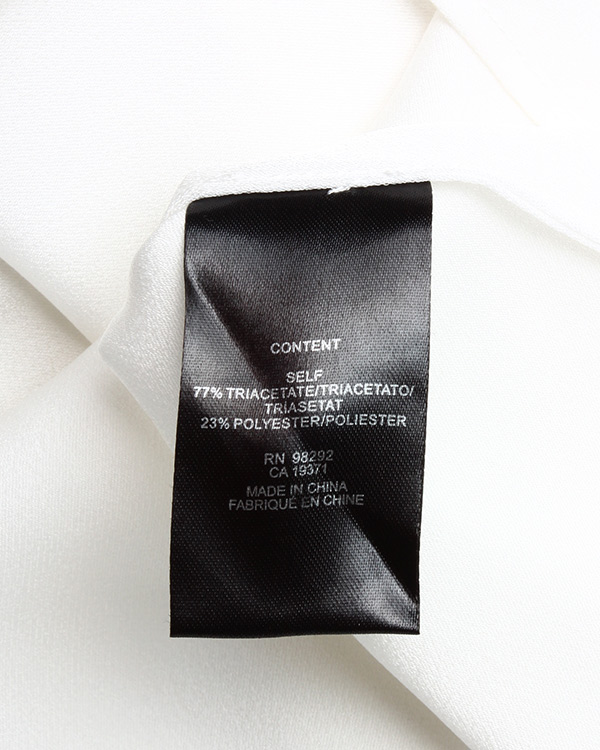 CONTENT
SELF
77% TRIACETATE/TRIACETATO/
TRIASETAT
23% POLYESTER/POLIESTER
RN 98292
CA 19371
MADE IN CHINA
FABRIQUÉ EN CHINE